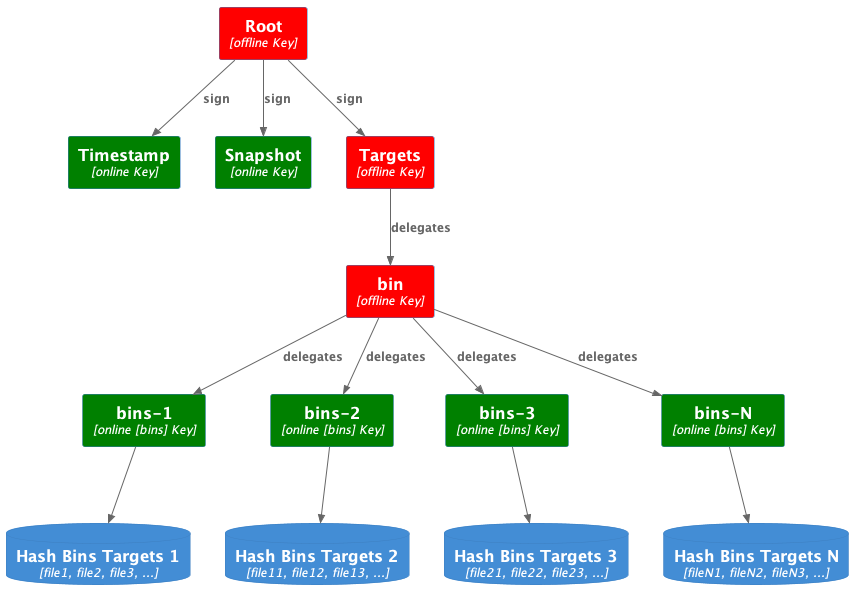 Root
[offline Key]
sign
sign
sign
Timestamp
[online Key]
Snapshot
[online Key]
Targets
[offline Key]
delegates
bin
[offline Key]
delegates
delegates
delegates
delegates
bins-1
[online [bins] Key]
bins-2
[online [bins] Key]
bins-3
[online [bins] Key]
bins-N
[online [bins] Key]
Hash Bins Targets 1
[file1, file2, file3, ...]
Hash Bins Targets 2
[file11, file12, file13, ...]
Hash Bins Targets 3
[file21, file22, file23, ...]
Hash Bins Targets N
[fileN1, fileN2, fileN3, ...]